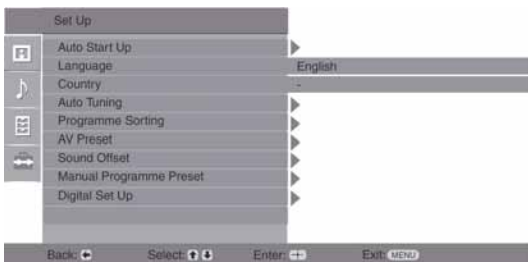 Set Up
Auto Start Up
Language English
Country -
Auto Tuning
Programme Sorting
AV Preset
Sound Offset
Manual Programme Preset
Digital Set Up
Back: Select: Enter: Exit: MENU